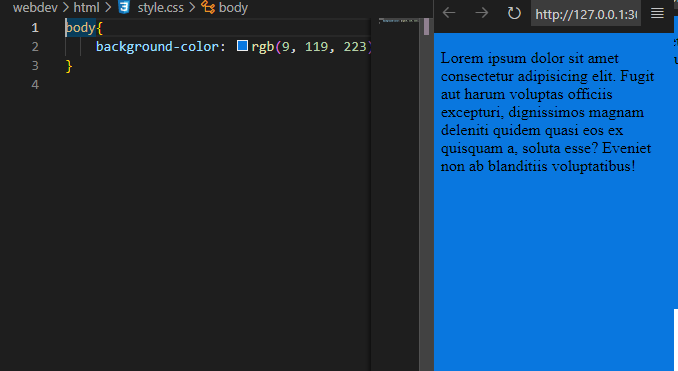 webdev > html > style.css > body
1 body{
2 background-color: rgb(9, 119, 223)
3 }
4
http://127.0.0.1:30
Lorem ipsum dolor sit amet
consectetur adipisicing elit. Fugit
aut harum voluptas officiis
excepturi, dignissimos magnam
deleniti quidem quasi eos ex
quisquam a, soluta esse? Eveniet
non ab blanditiis voluptatibus!